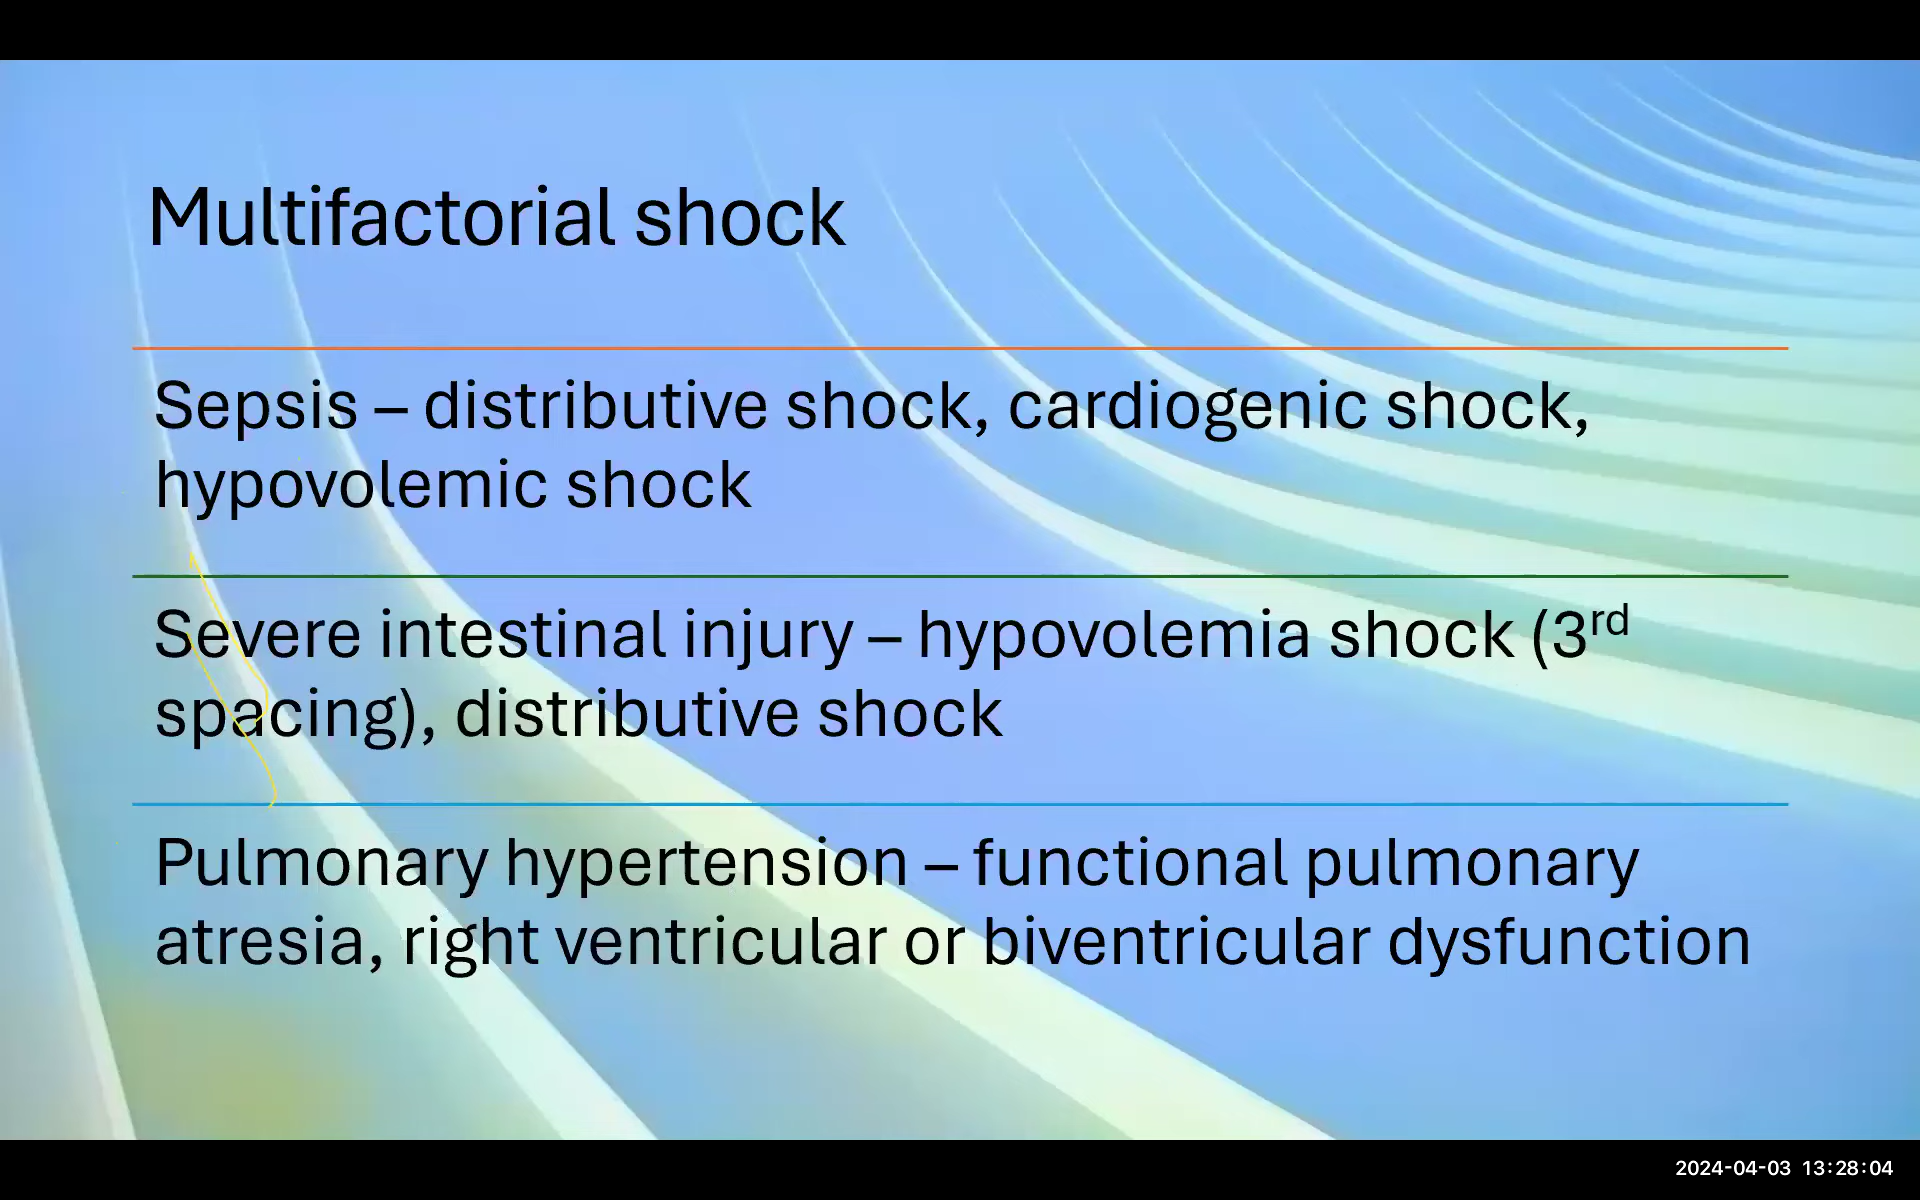 Multifactorial shock
Sepsis – distributive shock, cardiogenic shock,
hypovolemic shock
Severe intestinal injury – hypovolemia shock (3rd
spacing), distributive shock
Pulmonary hypertension – functional pulmonary
atresia, right ventricular or biventricular dysfunction
2024-04-03 13:28:04